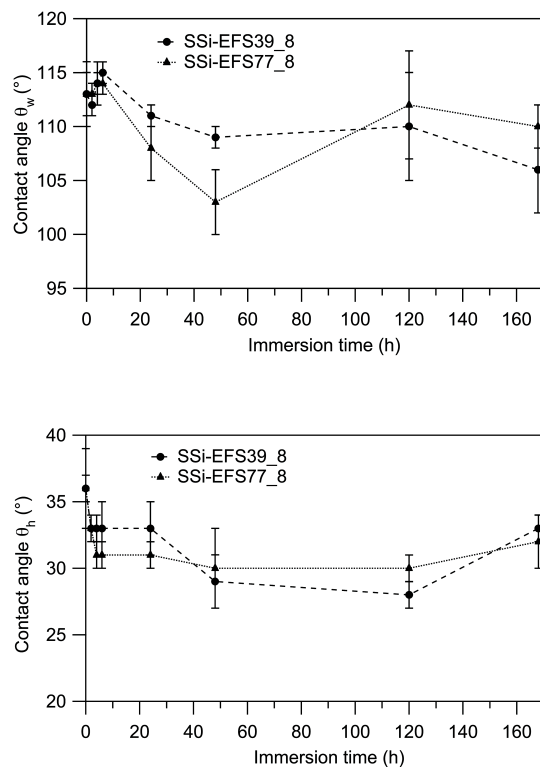 120
115
110
105
100
95
Contact angle θw (°)
SSi-EFS39_8
SSi-EFS77_8
0 20 40 60 80 100 120 140 160
Immersion time (h)
40
35
30
25
20
Contact angle θh (°)
SSi-EFS39_8
SSi-EFS77_8
0 20 40 60 80 100 120 140 160
Immersion time (h)